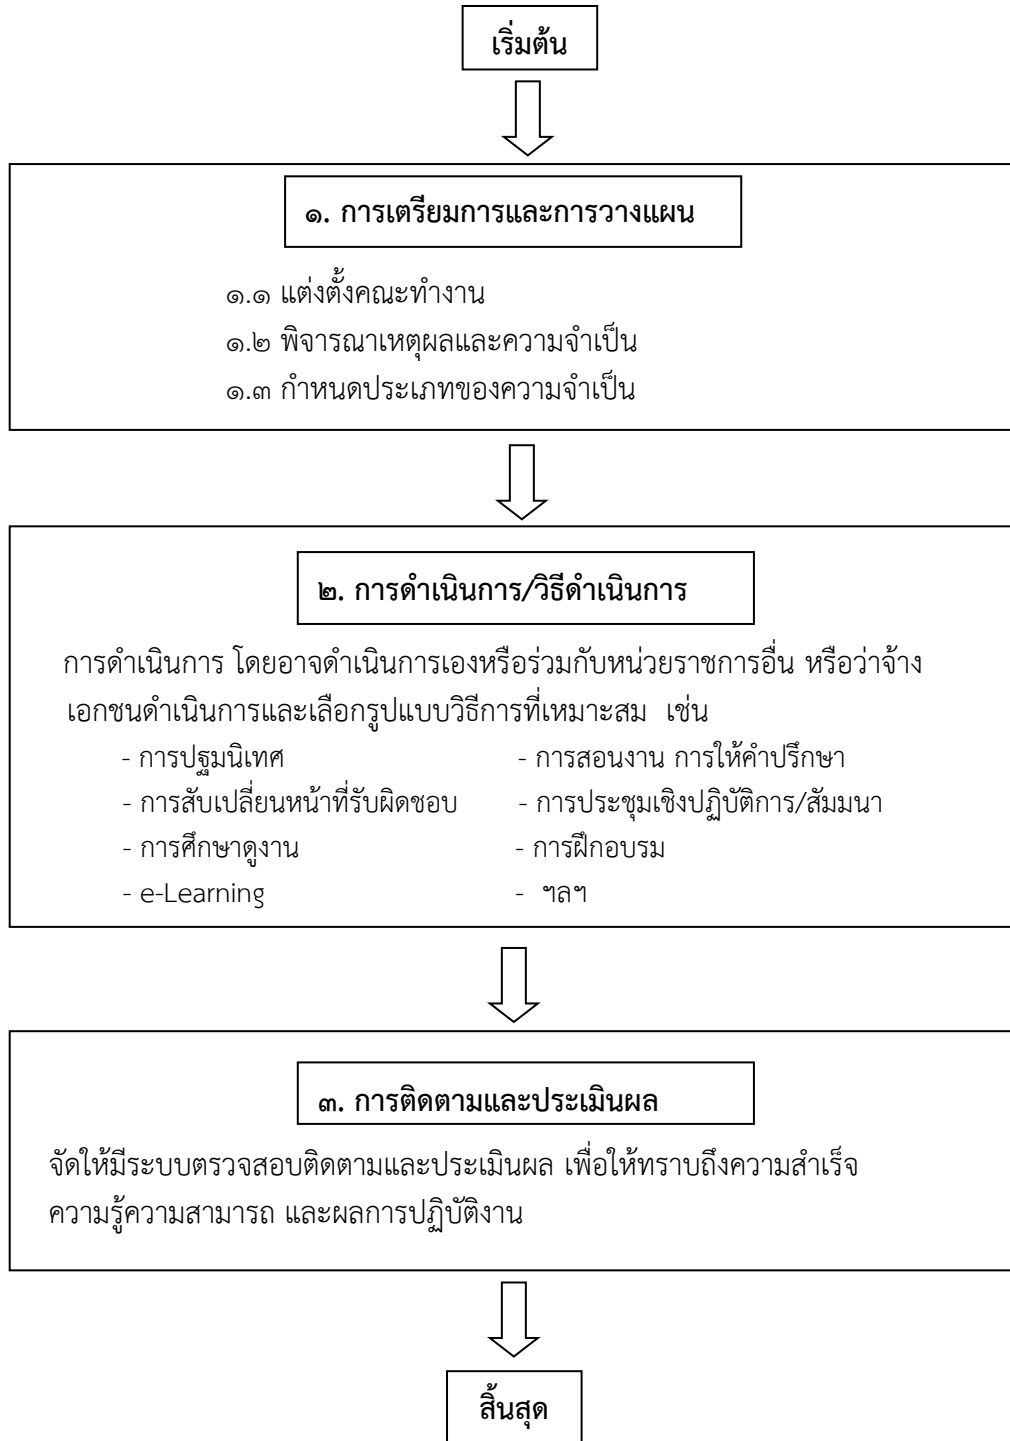 เริ่มต้น
๑. การเตรียมการและการวางแผน
๑.๑ แต่งตั้งคณะทำงาน
๑.๒ พิจารณาเหตุผลและความจำเป็น
๑.๓ กำหนดประเภทของความจำเป็น
๒. การดำเนินการ/วิธีดำเนินการ
การดำเนินการ โดยอาจดำเนินการเองหรือร่วมกับหน่วยราชการอื่น หรือว่าจ้าง
เอกชนดำเนินการและเลือกรูปแบบวิธีการที่เหมาะสม เช่น
- การปฐมนิเทศ - การสอนงาน การให้คำปรึกษา
- การสับเปลี่ยนหน้าที่รับผิดชอบ - การประชุมเชิงปฏิบัติการ/สัมมนา
- การศึกษาดูงาน - การฝึกอบรม
- e-Learning - ฯลฯ
๓. การติดตามและประเมินผล
จัดให้มีระบบตรวจสอบติดตามและประเมินผล เพื่อให้ทราบถึงความสำเร็จ
ความรู้ความสามารถ และผลการปฏิบัติงาน
สิ้นสุด